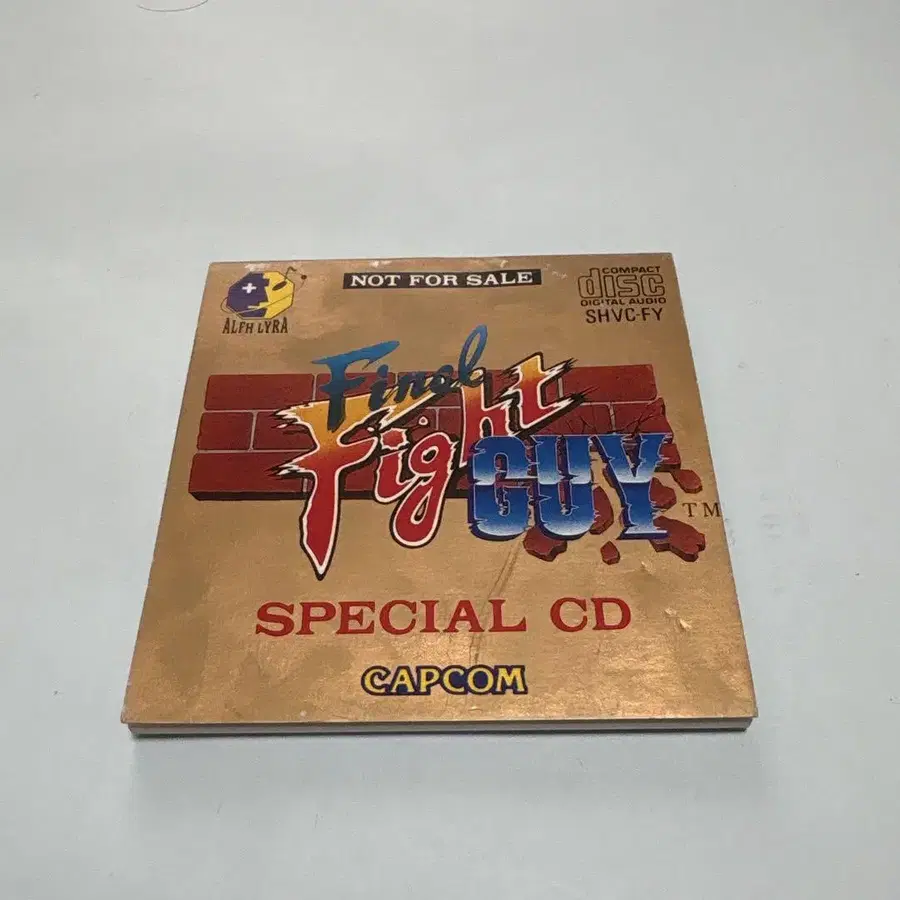 NOT FOR SALE
ALFH LYRA
COMPACT
disc
DIGITAL AUDIO
SHVC-FY
Final
Fight
GUY
TM
SPECIAL CD
CAPCOM